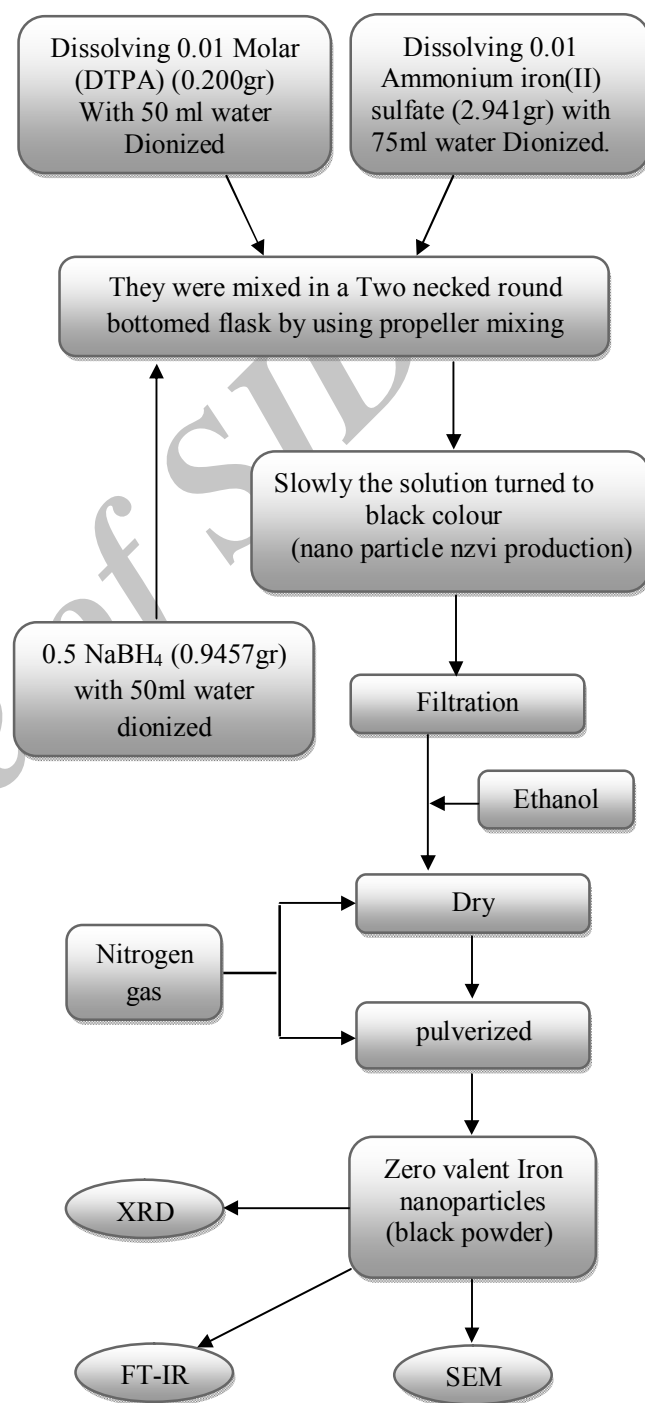 Dissolving 0.01 Molar
(DTPA) (0.200gr)
With 50 ml water
Dionized
Dissolving 0.01
Ammonium iron(II)
sulfate (2.941gr) with
75ml water Dionized.
They were mixed in a Two necked round
bottomed flask by using propeller mixing
Slowly the solution turned to
black colour
(nano particle nzvi production)
0.5 NaBH₄ (0.9457gr)
with 50ml water
dionized
Filtration
Ethanol
Dry
Nitrogen
gas
pulverized
Zero valent Iron
nanoparticles
(black powder)
XRD
FT-IR
SEM
of SID